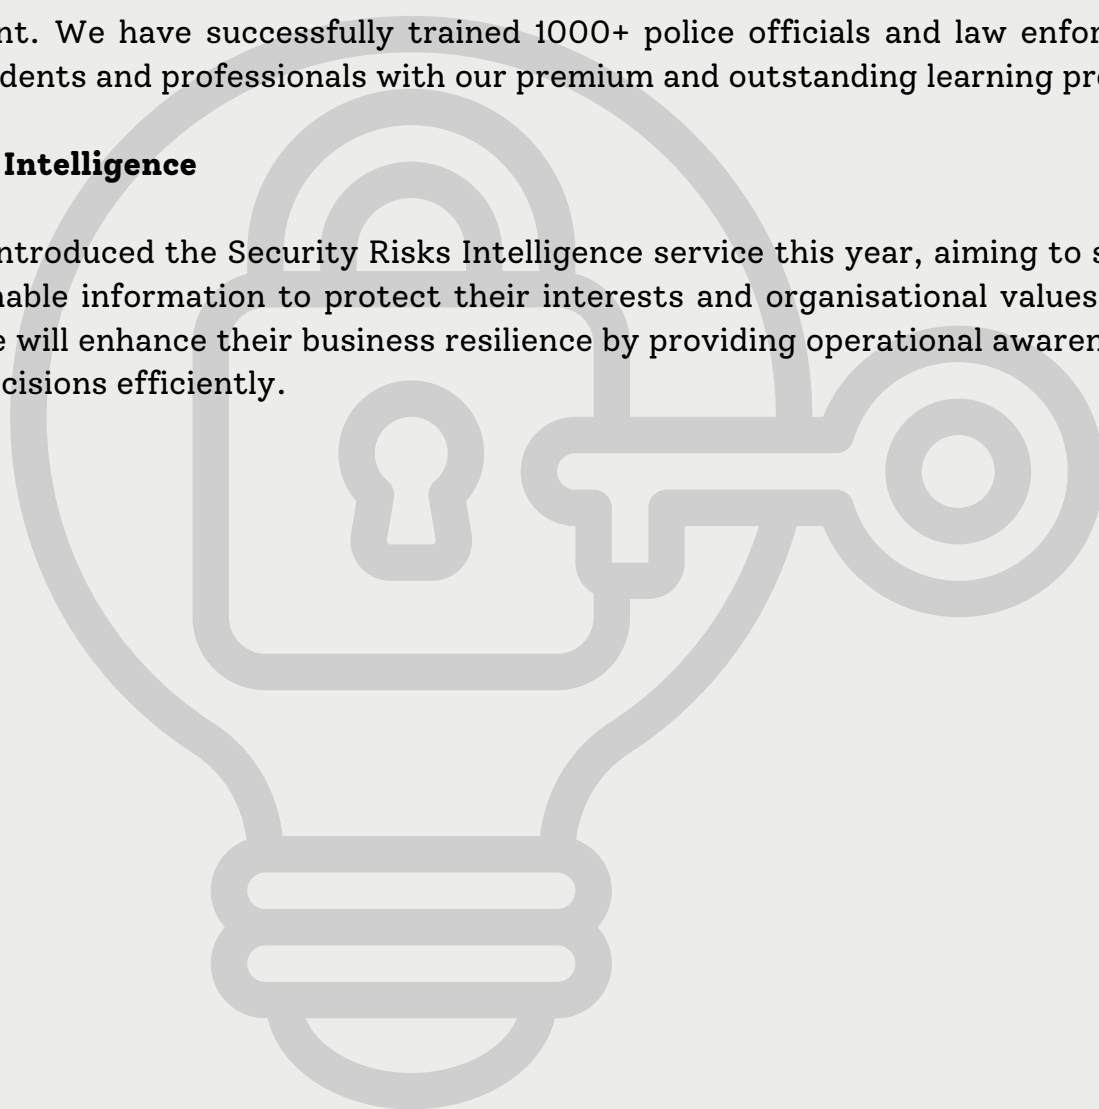 nt. We have successfully trained 1000+ police officials and law enfor
dents and professionals with our premium and outstanding learning pr
Intelligence
ntroduced the Security Risks Intelligence service this year, aiming to s
nable information to protect their interests and organisational values
e will enhance their business resilience by providing operational awaren
cisions efficiently.